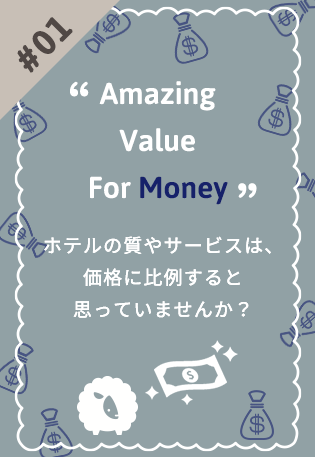 #01
“ Amazing
Value
For Money ”
ホテルの質やサービスは、
価格に比例すると
思っていませんか？